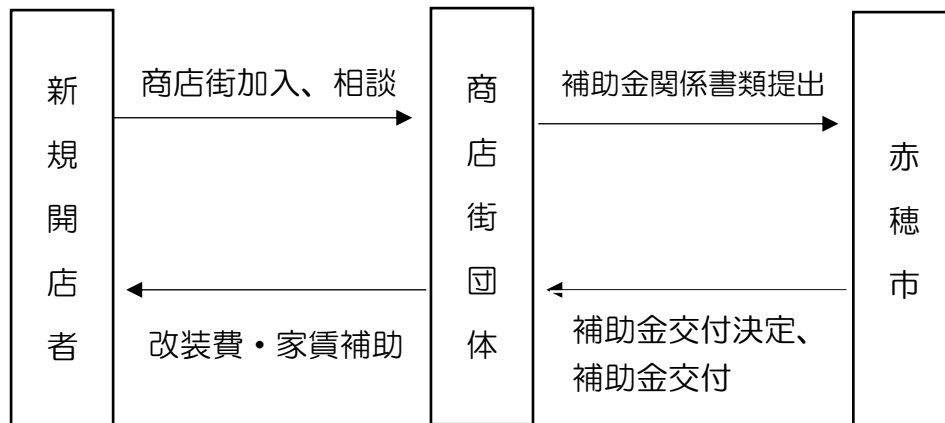 新規開店者
商店街加入、相談
改装費・家賃補助
商店街団体
補助金関係書類提出
補助金交付決定、
補助金交付
赤穂市